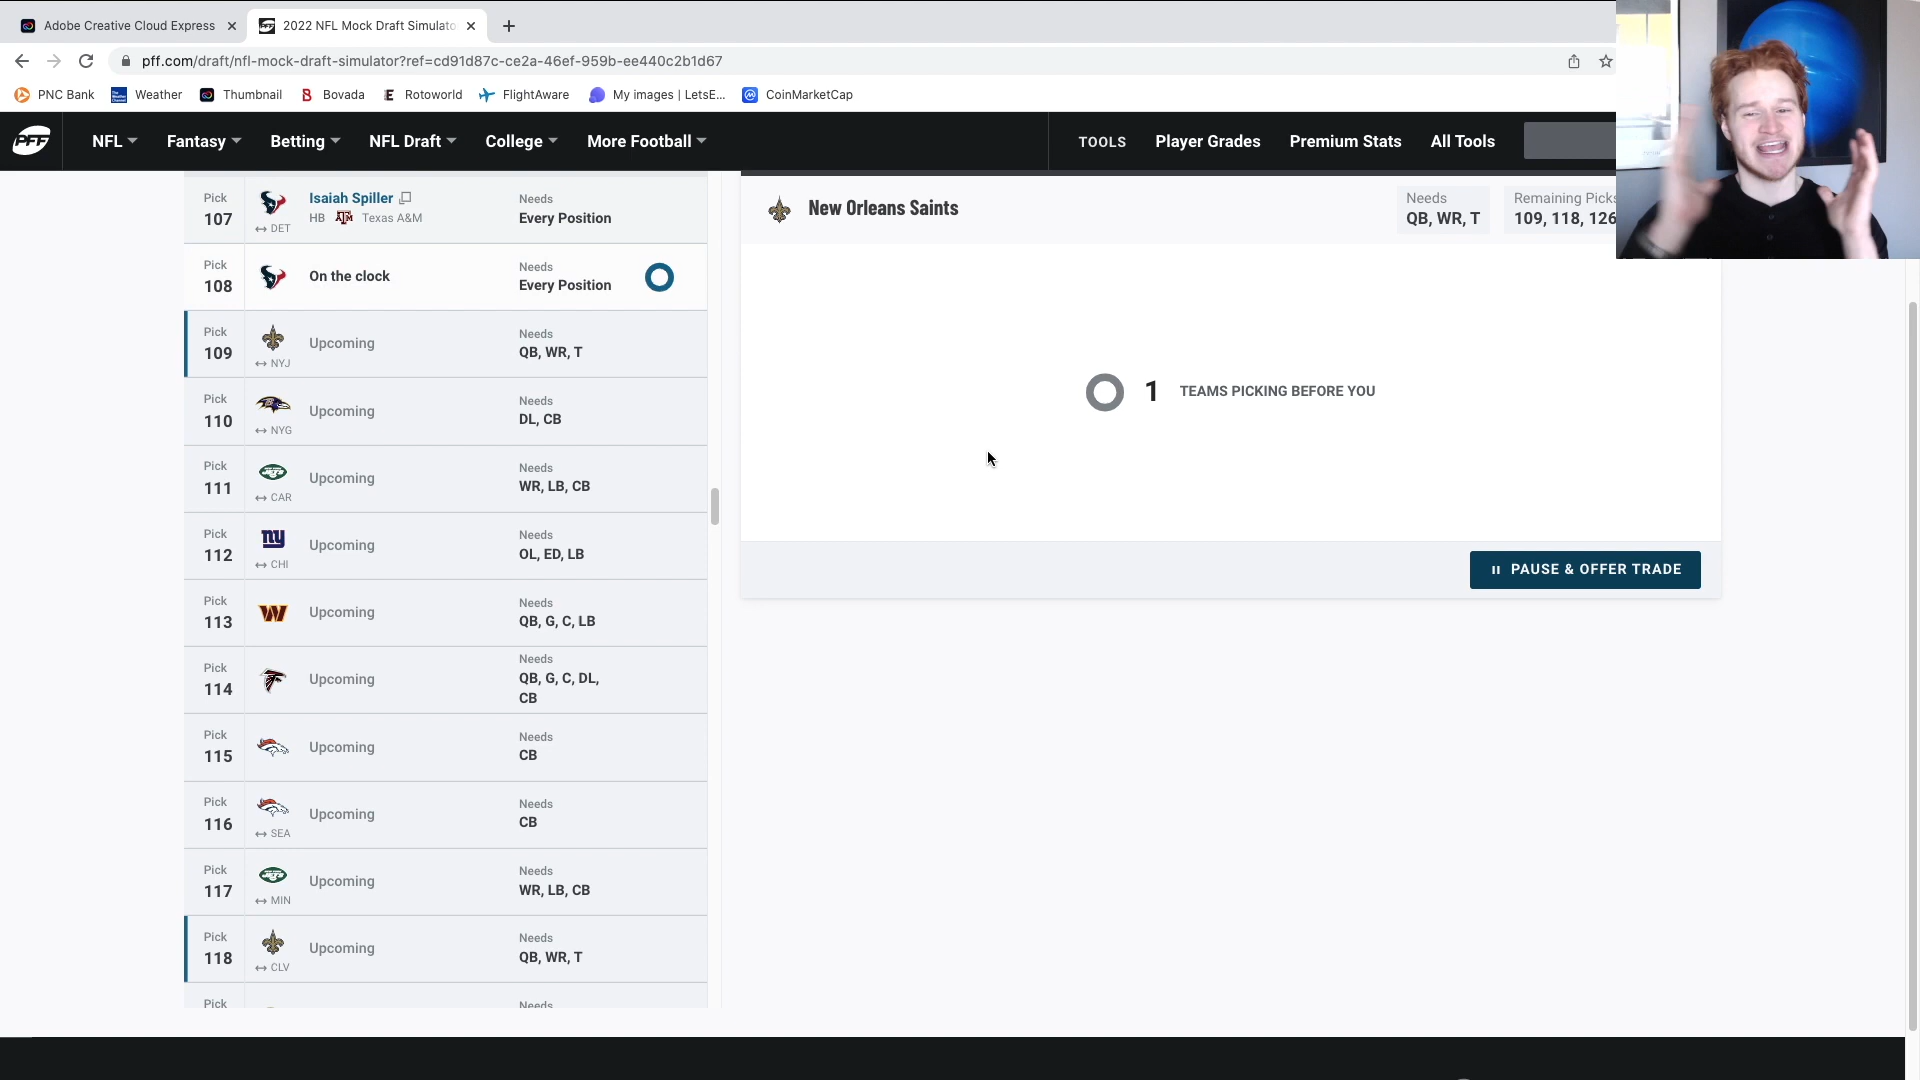 Adobe Creative Cloud Express
2022 NFL Mock Draft Simulato
pff.com/draft/nfl-mock-draft-simulator?ref=cd91d87c-ce2a-46ef-959b-ee440c2b1d67
PNC Bank
Weather
Thumbnail
Bovada
Rotoworld
FlightAware
My images | LetsE...
CoinMarketCap
PFF
NFL
Fantasy
Betting
NFL Draft
College
More Football
TOOLS
Player Grades
Premium Stats
All Tools
Pick
107
DET
Isaiah Spiller
HB
Texas A&M
Needs
Every Position
Pick
108
On the clock
Needs
Every Position
Pick
109
NYJ
Upcoming
Needs
QB, WR, T
Pick
110
NYG
Upcoming
Needs
DL, CB
Pick
111
CAR
Upcoming
Needs
WR, LB, CB
Pick
112
ny
CHI
Upcoming
Needs
OL, ED, LB
Pick
113
W
Upcoming
Needs
QB, G, C, LB
Pick
114
Upcoming
Needs
QB, G, C, DL,
CB
Pick
115
Upcoming
Needs
CB
Pick
116
SEA
Upcoming
Needs
CB
Pick
117
MIN
Upcoming
Needs
WR, LB, CB
Pick
118
CLV
Upcoming
Needs
QB, WR, T
Pick
Needs
New Orleans Saints
Needs
QB, WR, T
Remaining Picks
109, 118, 126
1 TEAMS PICKING BEFORE YOU
PAUSE & OFFER TRADE